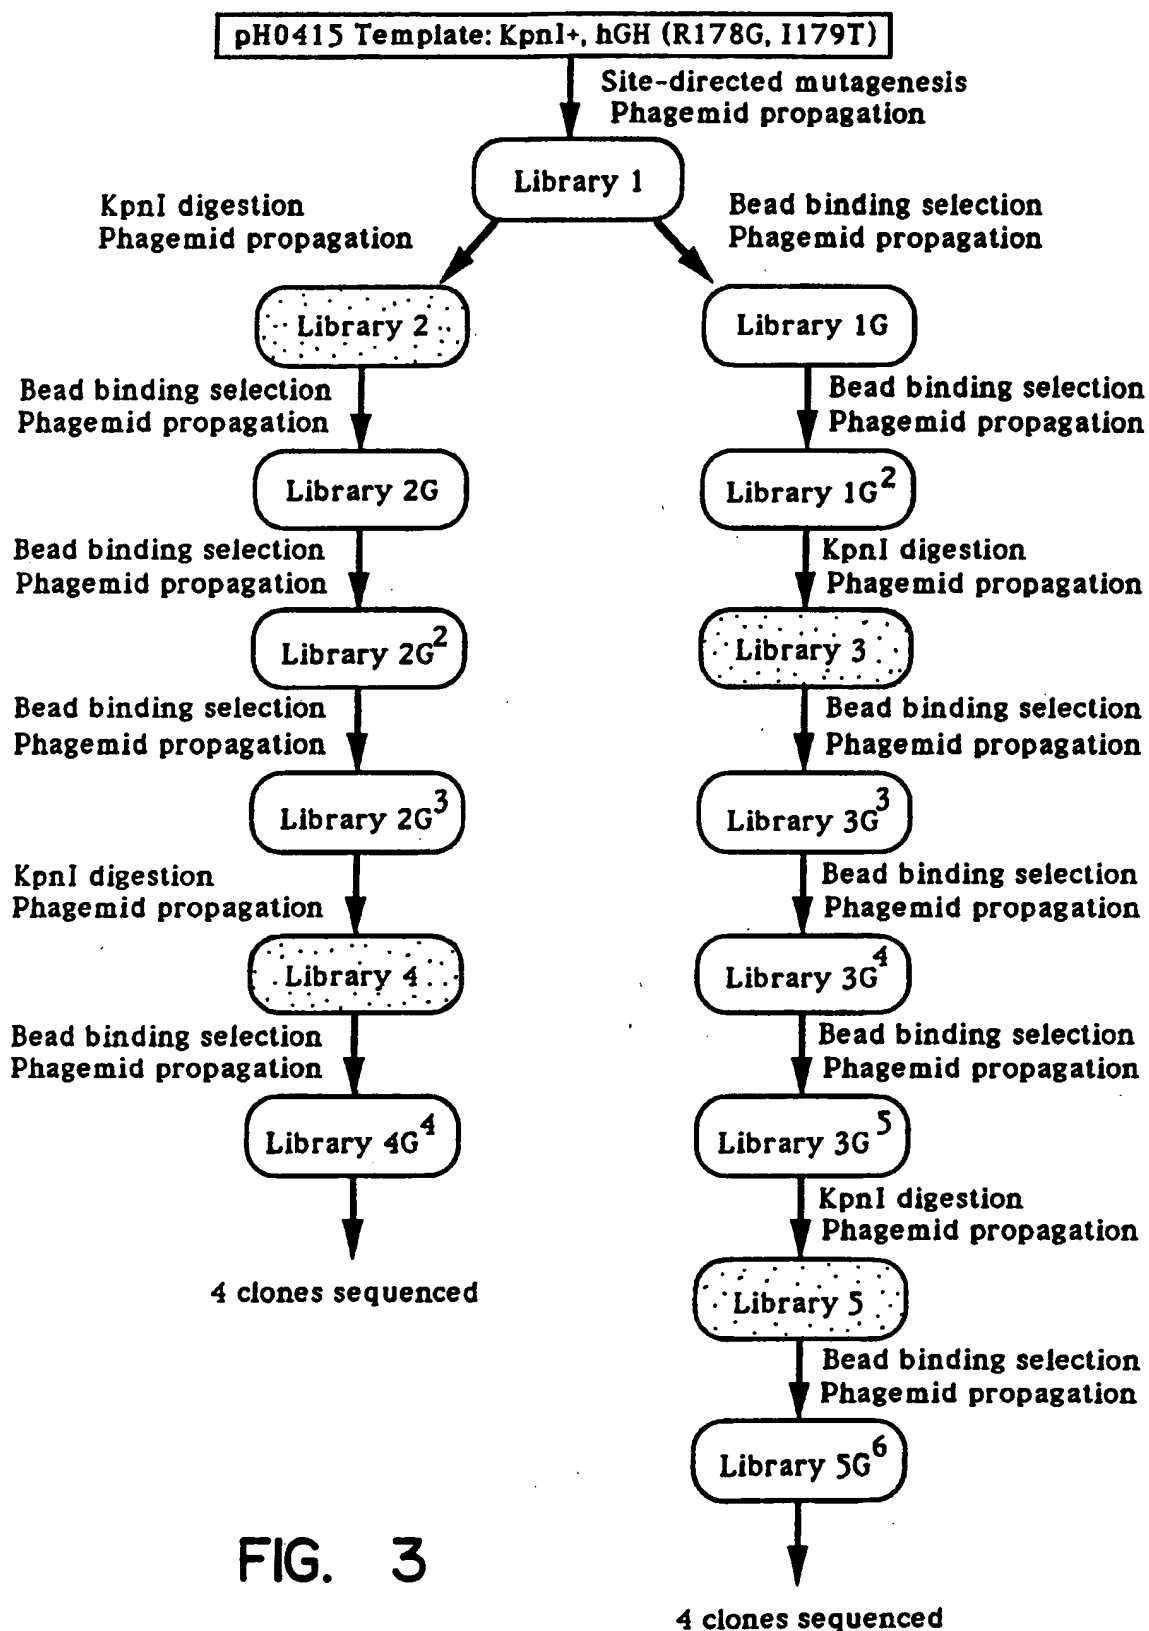 pH0415 Template: KpnI+, hGH (R178G, I179T)
Site-directed mutagenesis
Phagemid propagation
Library 1
KpnI digestion
Phagemid propagation
Bead binding selection
Phagemid propagation
Library 2
Library 1G
Bead binding selection
Phagemid propagation
Bead binding selection
Phagemid propagation
Library 2G
Library 1G²
Bead binding selection
Phagemid propagation
KpnI digestion
Phagemid propagation
Library 2G²
Library 3
Bead binding selection
Phagemid propagation
Bead binding selection
Phagemid propagation
Library 2G³
Library 3G³
KpnI digestion
Phagemid propagation
Bead binding selection
Phagemid propagation
Library 4
Library 3G⁴
Bead binding selection
Phagemid propagation
Bead binding selection
Phagemid propagation
Library 4G⁴
Library 3G⁵
KpnI digestion
Phagemid propagation
4 clones sequenced
Library 5
Bead binding selection
Phagemid propagation
Library 5G⁶
FIG. 3
4 clones sequenced